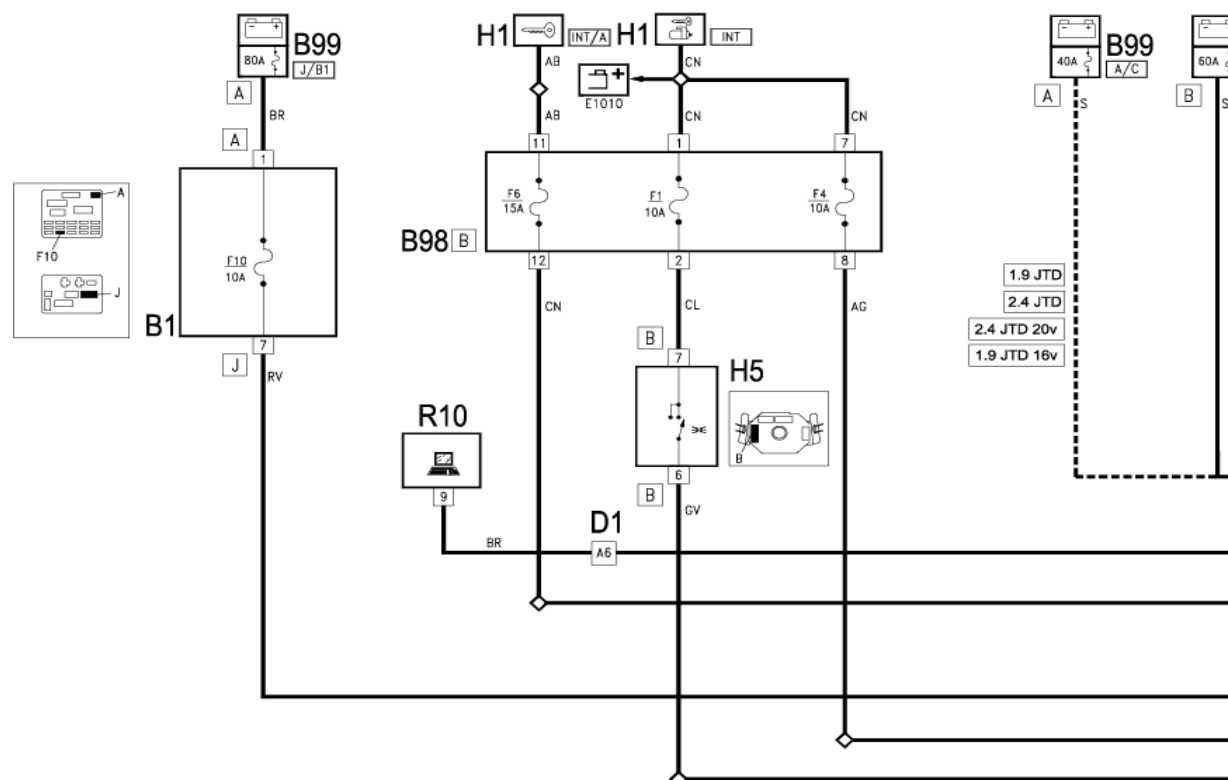 H1
INT/A
H1
INT
B99
80A
J/B1
B99
40A
A/C
60A
A
BR
A
1
AB
AB
CN
E1010
CN
CN
A
S
B
S
11
1
7
F6
15A
F1
10A
F4
10A
B98
B
12
2
8
A
F10
J
F10
10A
B1
7
J
RV
CN
CL
AG
1.9 JTD
2.4 JTD
2.4 JTD 20v
1.9 JTD 16v
B
7
H5
B
6
B
GV
R10
9
BR
D1
A6